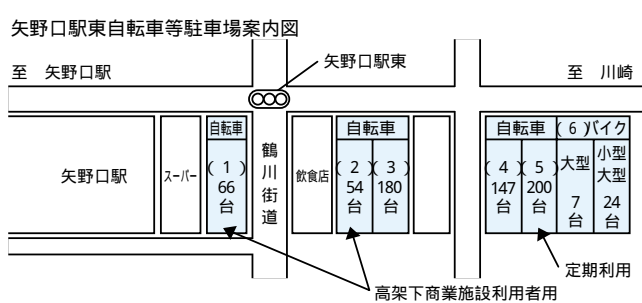 矢野口駅東自転車等駐車場案内図
矢野口駅東
至　矢野口駅
至　川崎
自転車
自転車
自転車
(6)バイク
矢野口駅
スーパー
(1)
66
台
鶴川街道
飲食店
(2)
54
台
(3)
180
台
(4)
147
台
(5)
200
台
大型
7
台
小型
大型
24
台
定期利用
高架下商業施設利用者用